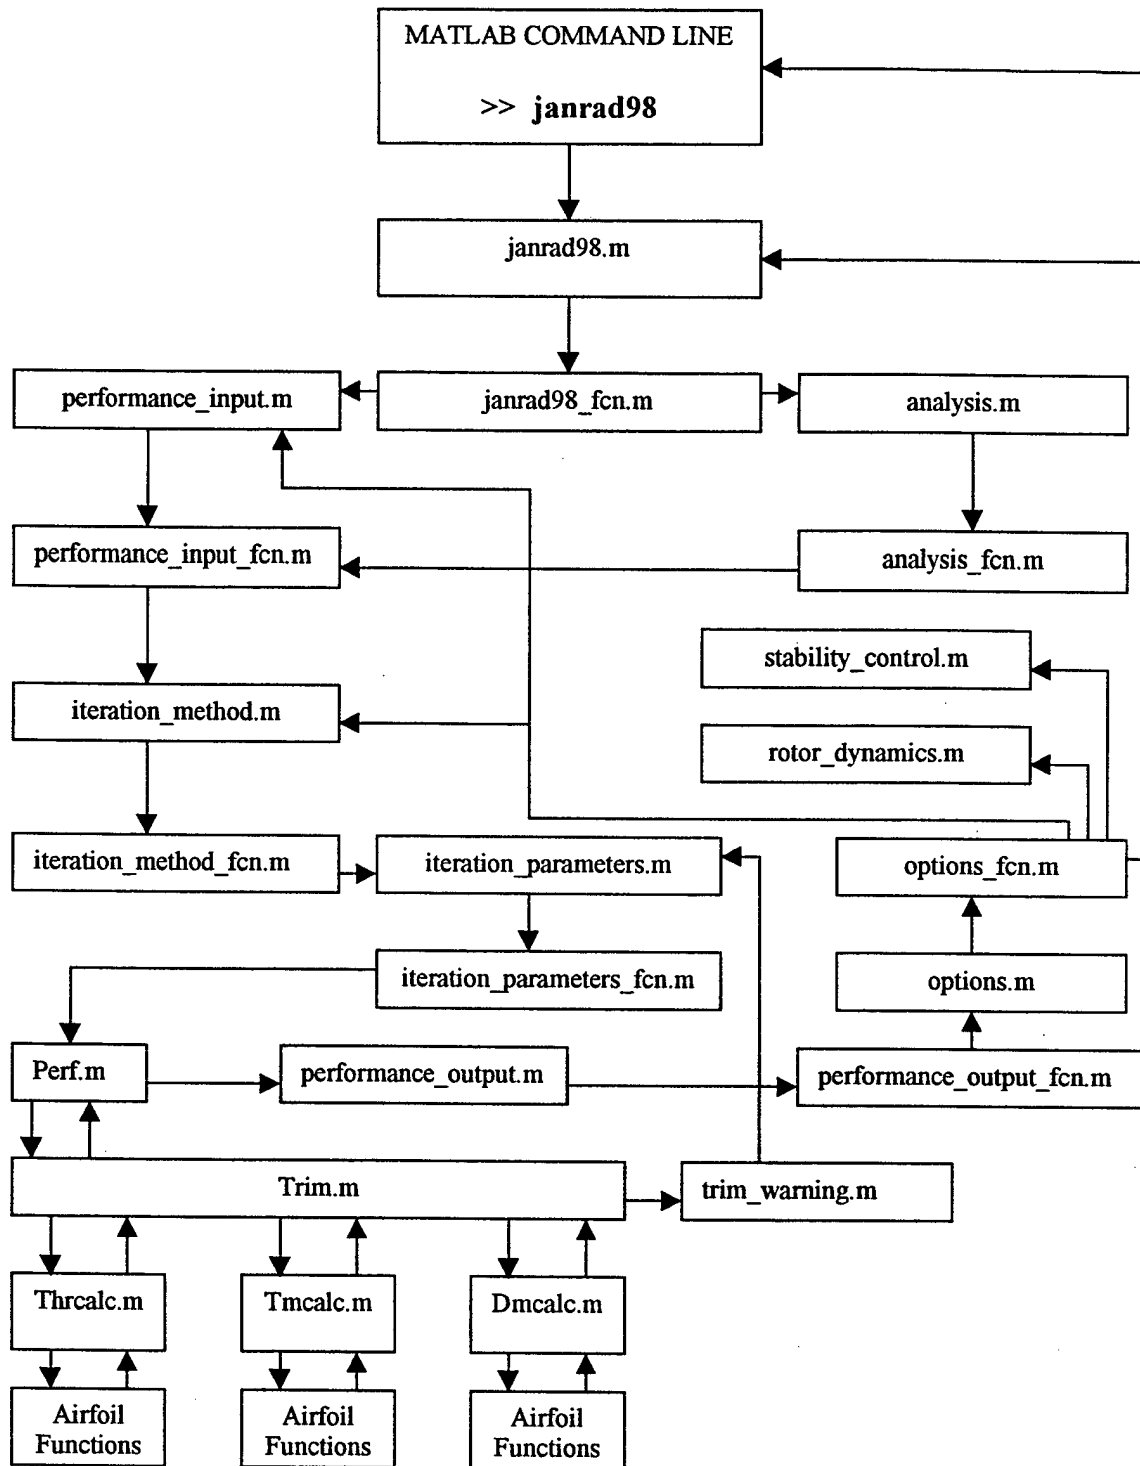 MATLAB COMMAND LINE
>> janrad98
janrad98.m
performance_input.m
janrad98_fcn.m
analysis.m
performance_input_fcn.m
analysis_fcn.m
stability_control.m
iteration_method.m
rotor_dynamics.m
iteration_method_fcn.m
iteration_parameters.m
options_fcn.m
iteration_parameters_fcn.m
options.m
Perf.m
performance_output.m
performance_output_fcn.m
Trim.m
trim_warning.m
Thrcalc.m
Tmcalc.m
Dmcalc.m
Airfoil
Functions
Airfoil
Functions
Airfoil
Functions